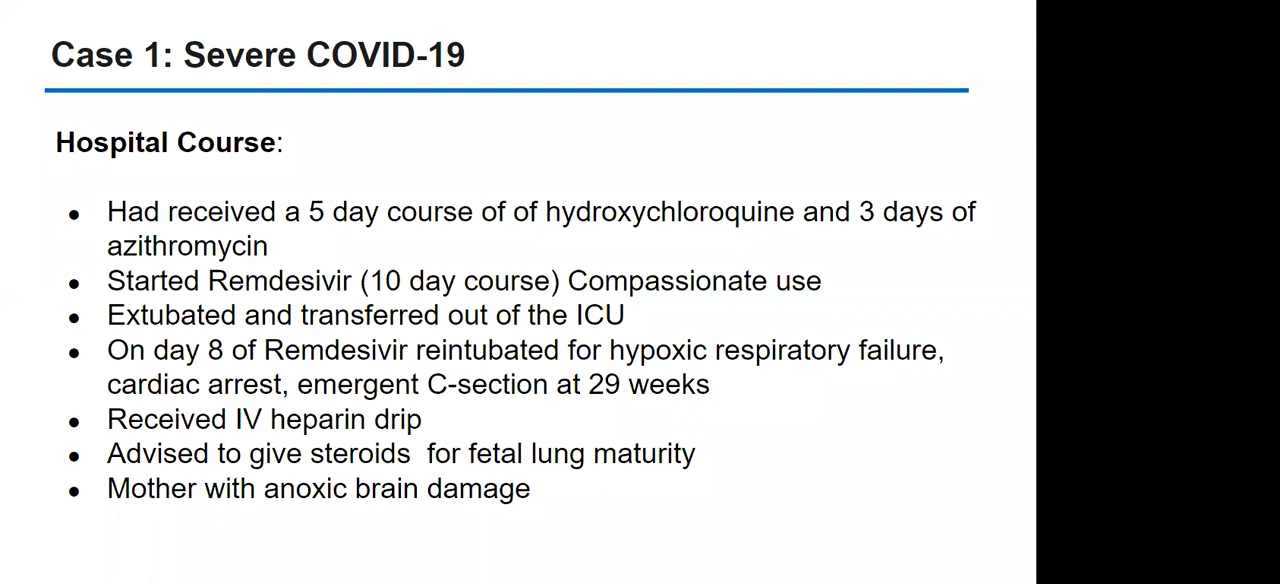 Case 1: Severe COVID-19
Hospital Course:
● Had received a 5 day course of of hydroxychloroquine and 3 days of
azithromycin
● Started Remdesivir (10 day course) Compassionate use
● Extubated and transferred out of the ICU
● On day 8 of Remdesivir reintubated for hypoxic respiratory failure,
cardiac arrest, emergent C-section at 29 weeks
● Received IV heparin drip
● Advised to give steroids  for fetal lung maturity
● Mother with anoxic brain damage